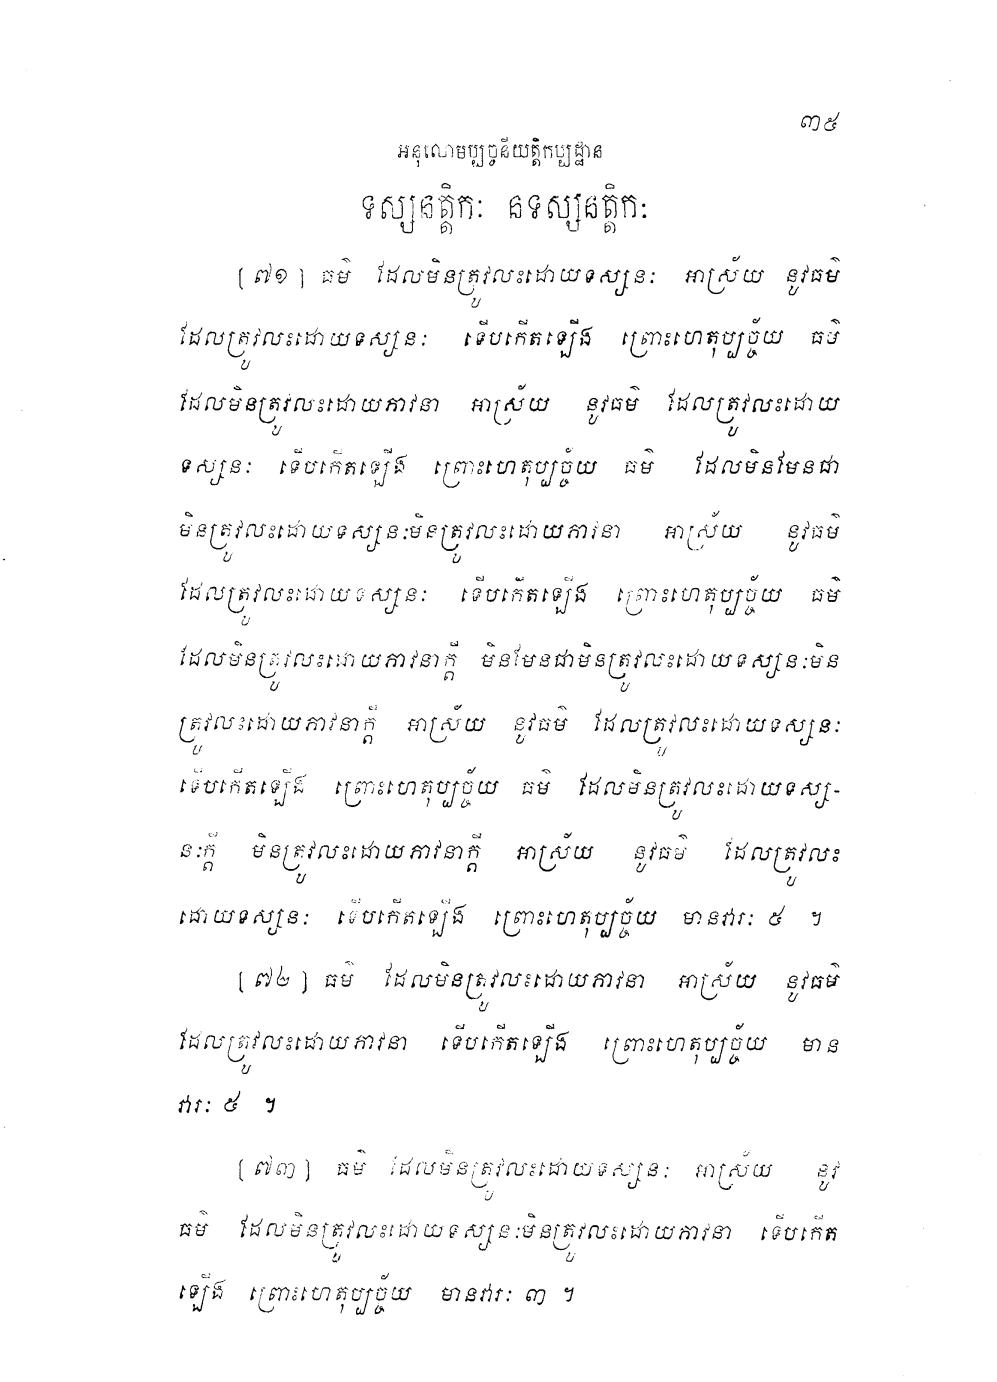 ៣៥
អនុលោមប្បច្ចនីយត្តិកប្បដ្ឋាន
ទស្សនត្តិកៈ នទស្សនត្តិកៈ
[៧១] ធម៌ ដែលមិនត្រូវលះដោយទស្សនៈ អាស្រ័យ នូវធម៌
ដែលត្រូវលះដោយទស្សនៈ ទើបកើតឡើង ព្រោះហេតុប្បច្ច័យ ធម៌
ដែលមិនត្រូវលះដោយភាវនា អាស្រ័យ នូវធម៌ ដែលត្រូវលះដោយ
ទស្សនៈ ទើបកើតឡើង ព្រោះហេតុប្បច្ច័យ ធម៌ ដែលមិនមែនជា
មិនត្រូវលះដោយទស្សនៈមិនត្រូវលះដោយភាវនា អាស្រ័យ នូវធម៌
ដែលត្រូវលះដោយទស្សនៈ ទើបកើតឡើង ព្រោះហេតុប្បច្ច័យ ធម៌
ដែលមិនត្រូវលះដោយភាវនាក្តី មិនមែនជាមិនត្រូវលះដោយទស្សនៈមិន
ត្រូវលះដោយភាវនាក្តី អាស្រ័យ នូវធម៌ ដែលត្រូវលះដោយទស្សនៈ
ទើបកើតឡើង ព្រោះហេតុប្បច្ច័យ ធម៌ ដែលមិនត្រូវលះដោយទស្ស-
នៈក្តី មិនត្រូវលះដោយភាវនាក្តី អាស្រ័យ នូវធម៌ ដែលត្រូវលះ
ដោយទស្សនៈ ទើបកើតឡើង ព្រោះហេតុប្បច្ច័យ មានវារៈ ៥ ។
[៧២] ធម៌ ដែលមិនត្រូវលះដោយភាវនា អាស្រ័យ នូវធម៌
ដែលត្រូវលះដោយភាវនា ទើបកើតឡើង ព្រោះហេតុប្បច្ច័យ មាន
វារៈ ៥ ។
[៧៣] ធម៌ ដែលមិនត្រូវលះដោយទស្សនៈ អាស្រ័យ នូវ
ធម៌ ដែលមិនត្រូវលះដោយទស្សនៈមិនត្រូវលះដោយភាវនា ទើបកើត
ឡើង ព្រោះហេតុប្បច្ច័យ មានវារៈ ៣ ។